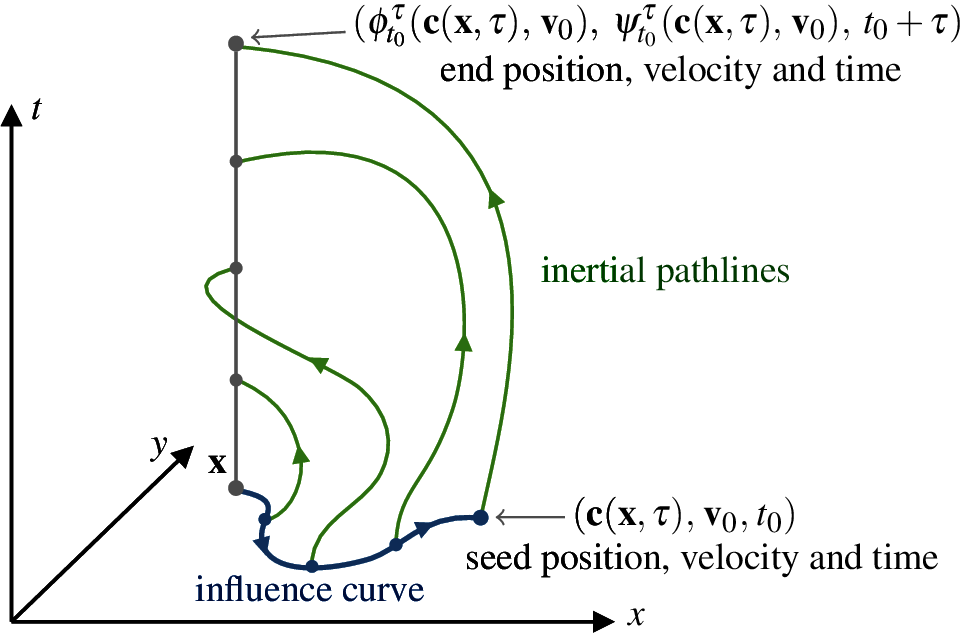 (ϕ_{t_0}^{τ}(𝐜(𝐱, τ), 𝐯_0), ψ_{t_0}^{τ}(𝐜(𝐱, τ), 𝐯_0), t_0 + τ)
end position, velocity and time
t
inertial pathlines
y
𝐱
(𝐜(𝐱, τ), 𝐯_0, t_0)
seed position, velocity and time
influence curve
x